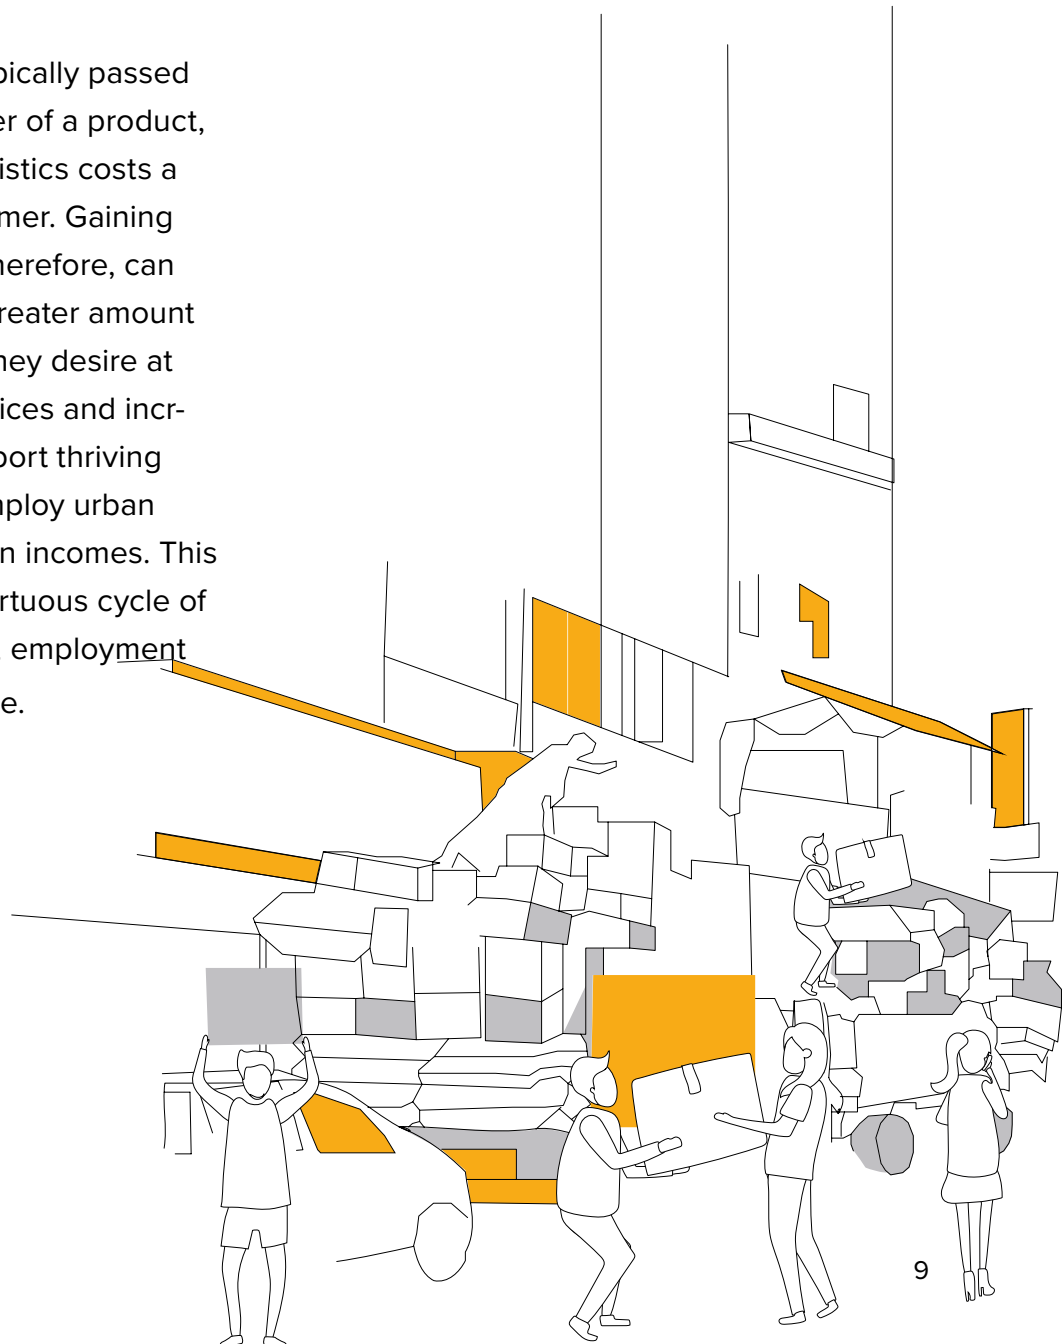 pically passed
er of a product,
istics costs a
mer. Gaining
herefore, can
reater amount
hey desire at
ices and incr-
port thriving
nploy urban
n incomes. This
rtuous cycle of
employment
e.
9